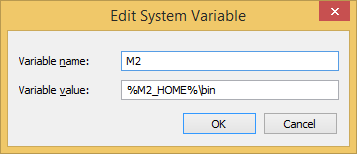 Edit System Variable
Variable name: M2
Variable value: %M2_HOME%\bin
OK Cancel